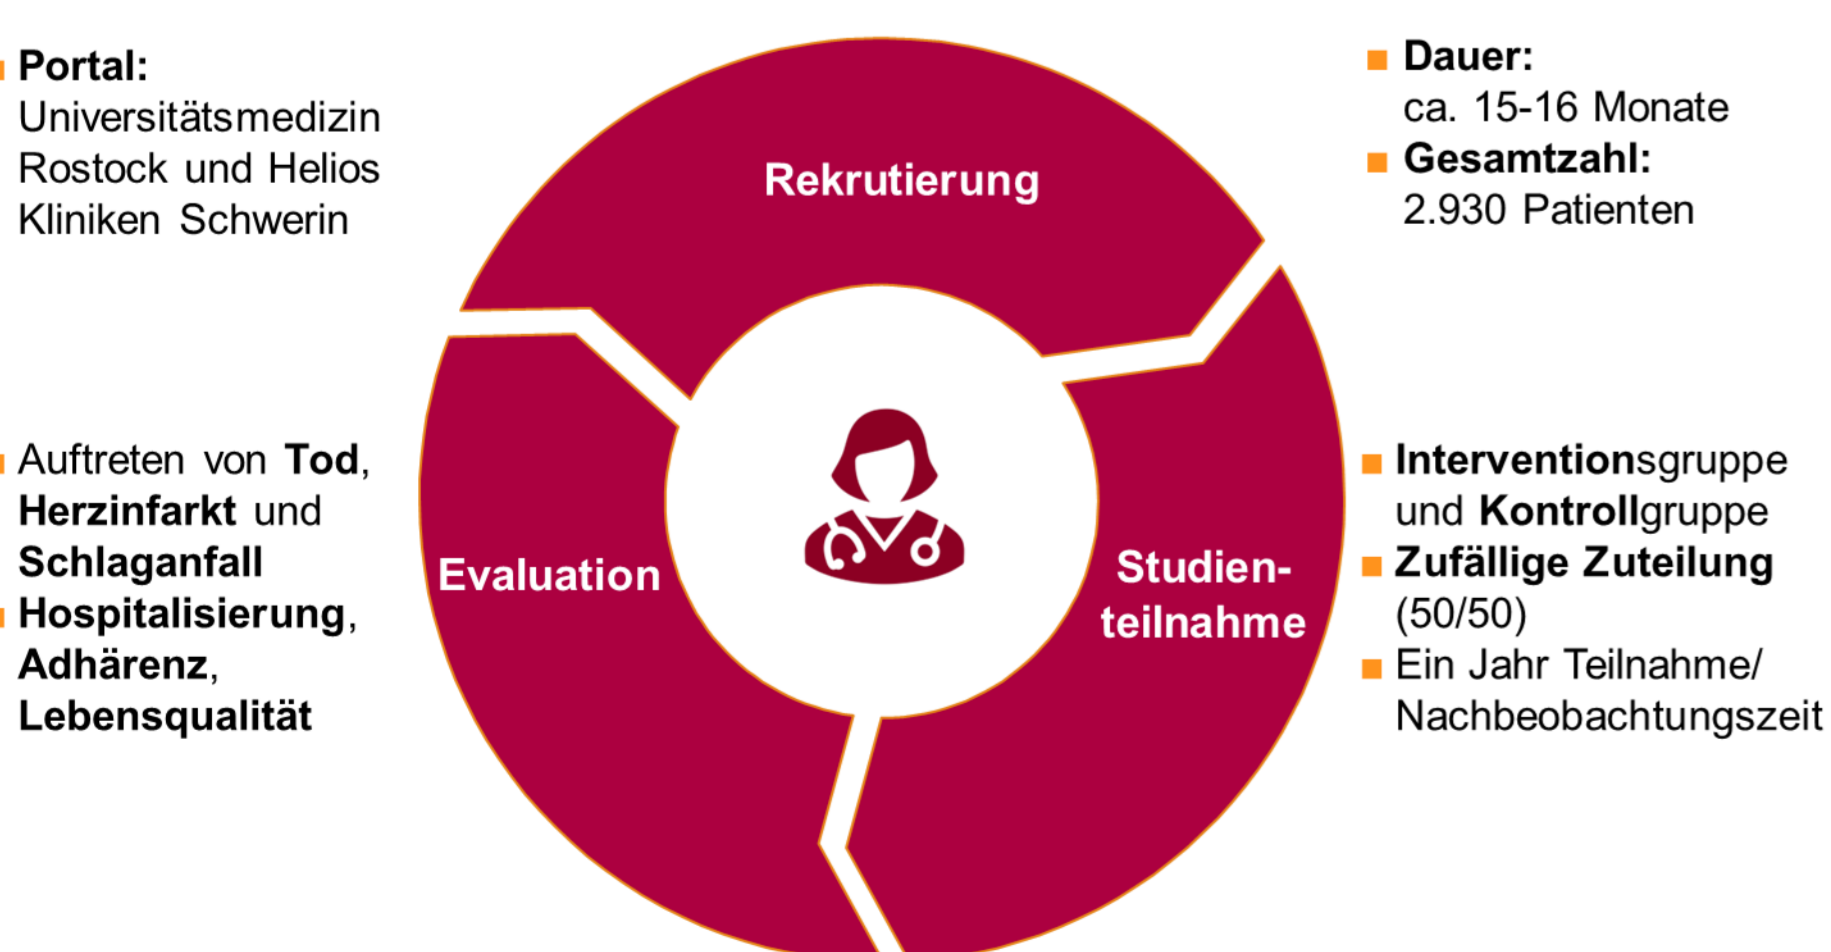 Portal:
Universitätsmedizin
Rostock und Helios
Kliniken Schwerin
Rekrutierung
Dauer:
ca. 15-16 Monate
Gesamtzahl:
2.930 Patienten
Auftreten von Tod,
Herzinfarkt und
Schlaganfall
Hospitalisierung,
Adhärenz,
Lebensqualität
Evaluation
Studien-
teilnahme
Interventionsgruppe
und Kontrollgruppe
Zufällige Zuteilung
(50/50)
Ein Jahr Teilnahme/
Nachbeobachtungszeit